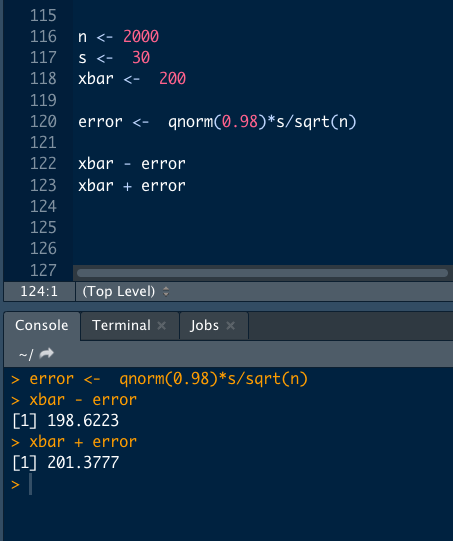 115
116 n <- 2000
117 s <-  30
118 xbar <-  200
119
120 error <-  qnorm(0.98)*s/sqrt(n)
121
122 xbar - error
123 xbar + error
124
125
126
127
124:1 (Top Level)
Console Terminal × Jobs ×
~/
> error <-  qnorm(0.98)*s/sqrt(n)
> xbar - error
[1] 198.6223
> xbar + error
[1] 201.3777
>